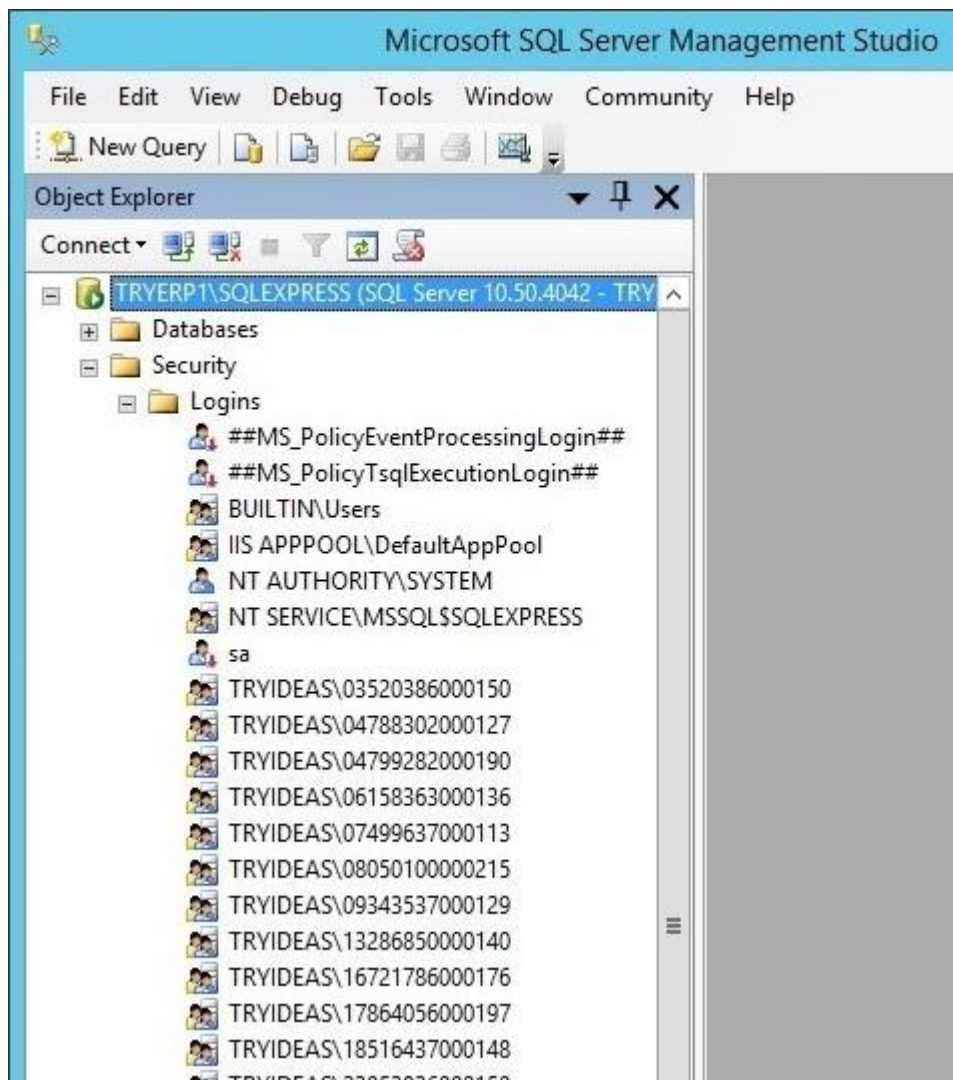 Microsoft SQL Server Management Studio
File Edit View Debug Tools Window Community Help
New Query
Object Explorer
Connect
TRYERP1\SQLEXPRESS (SQL Server 10.50.4042 - TRY
Databases
Security
Logins
##MS_PolicyEventProcessingLogin##
##MS_PolicyTsqlExecutionLogin##
BUILTIN\Users
IIS APPPOOL\DefaultAppPool
NT AUTHORITY\SYSTEM
NT SERVICE\MSSQL$SQLEXPRESS
sa
TRYIDEAS\03520386000150
TRYIDEAS\04788302000127
TRYIDEAS\04799282000190
TRYIDEAS\06158363000136
TRYIDEAS\07499637000113
TRYIDEAS\08050100000215
TRYIDEAS\09343537000129
TRYIDEAS\13286850000140
TRYIDEAS\16721786000176
TRYIDEAS\17864056000197
TRYIDEAS\18516437000148